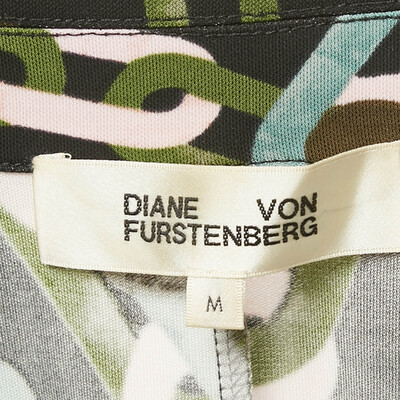 DIANE VON
FURSTENBERG
M